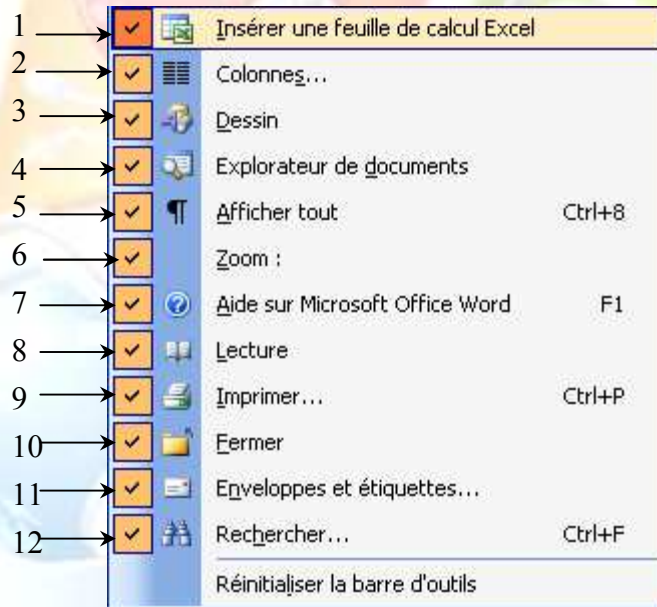 1 Insérer une feuille de calcul Excel
2 Colonnes...
3 Dessin
4 Explorateur de documents
5 ¶ Afficher tout Ctrl+8
6 Zoom :
7 Aide sur Microsoft Office Word F1
8 Lecture
9 Imprimer... Ctrl+P
10 Fermer
11 Enveloppes et étiquettes...
12 Rechercher... Ctrl+F
Réinitialiser la barre d'outils